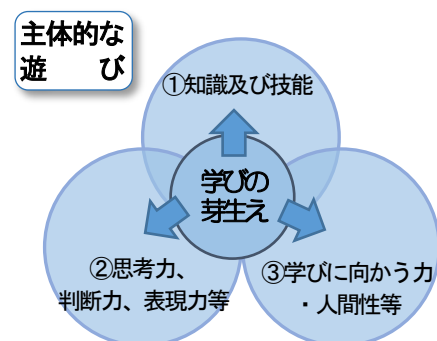 主体的な
遊び
①知識及び技能
学びの
芽生え
②思考力、
判断力、表現力等
③学びに向かう力
・人間性等